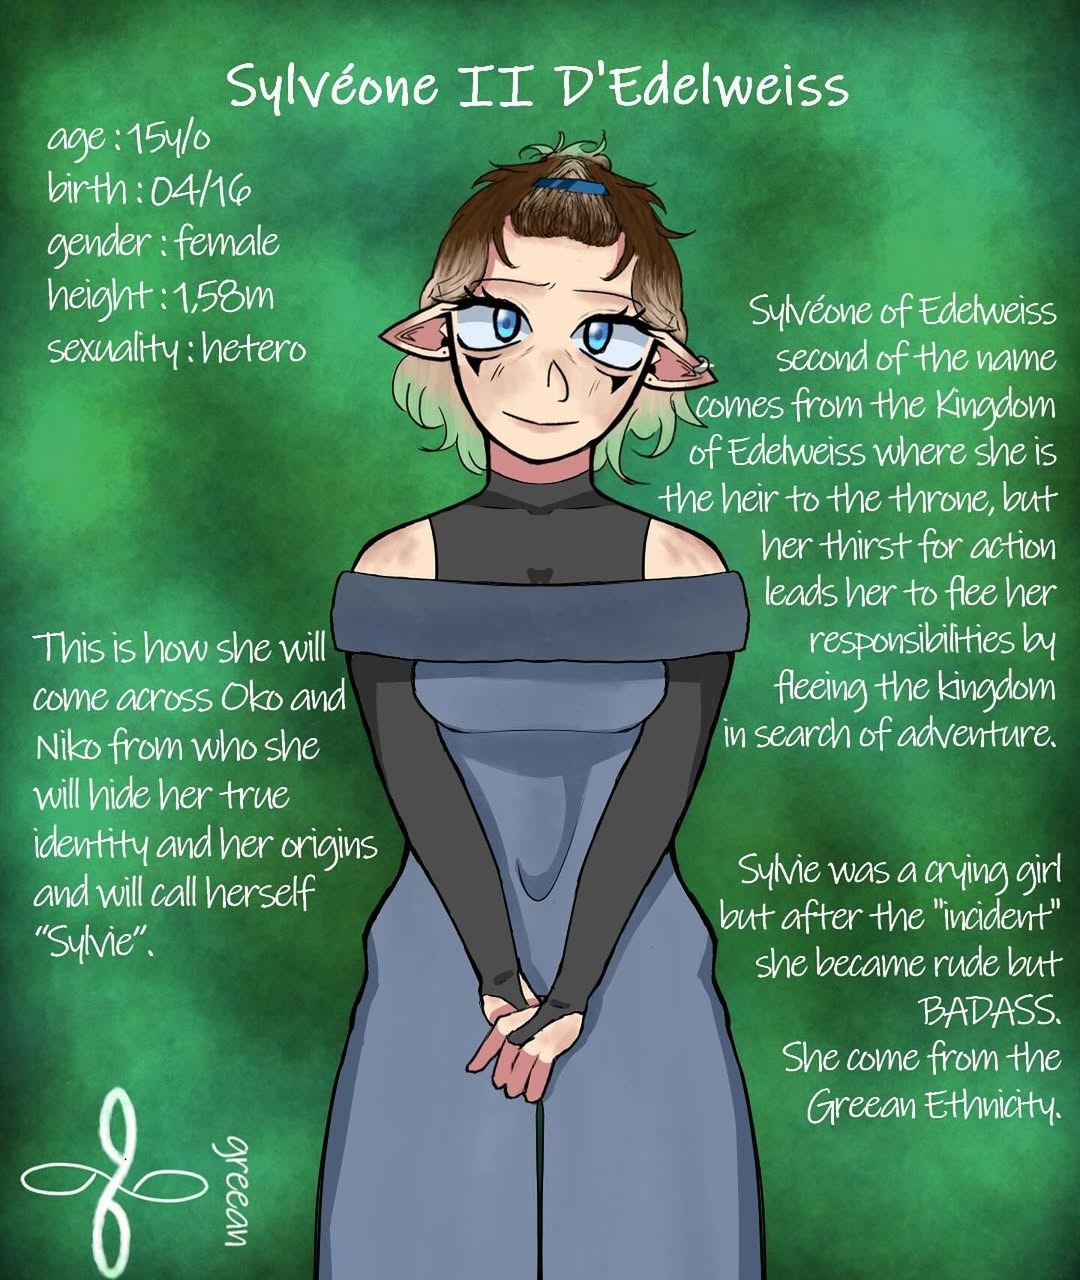 Sylvéone II D'Edelweiss
age : 15y/o
birth : 04/16
gender : female
height : 1,58m
sexuality : hetero
Sylvéone of Edelweiss
second of the name
comes from the Kingdom
of Edelweiss where she is
the heir to the throne, but
her thirst for action
leads her to flee her
responsibilities by
fleeing the kingdom
in search of adventure.
This is how she will
come across Oko and
Niko from who she
will hide her true
identity and her origins
and will call herself
"Sylvie".
Sylvie was a crying girl
but after the "incident"
she became rude but
BADASS.
She come from the
Greean Ethnicity.
greean